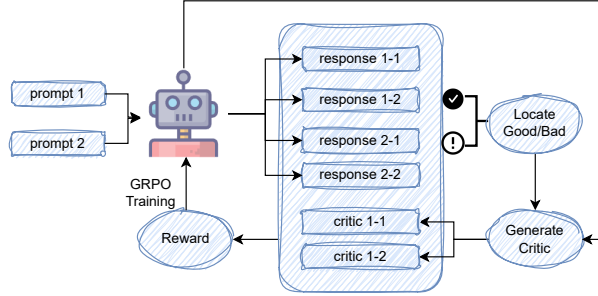 prompt 1
prompt 2
response 1-1
response 1-2
response 2-1
response 2-2
critic 1-1
critic 1-2
Locate
Good/Bad
Generate
Critic
Reward
GRPO
Training